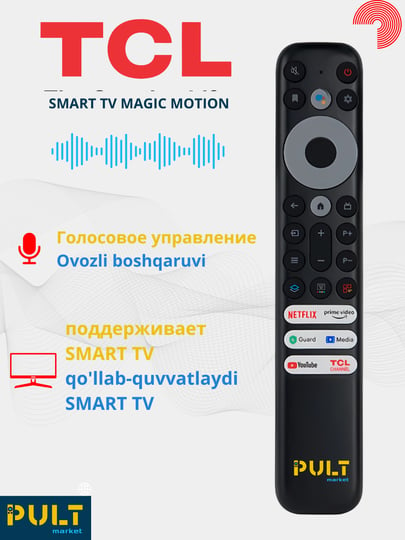 TCL
SMART TV MAGIC MOTION
Голосовое управление
Ovozli boshqaruvi
поддерживает
SMART TV
qo'llab-quvvatlaydi
SMART TV
P+
P-
NETFLIX
prime video
Guard
Media
YouTube
TCL
CHANNEL
PULT
market
PULT
market